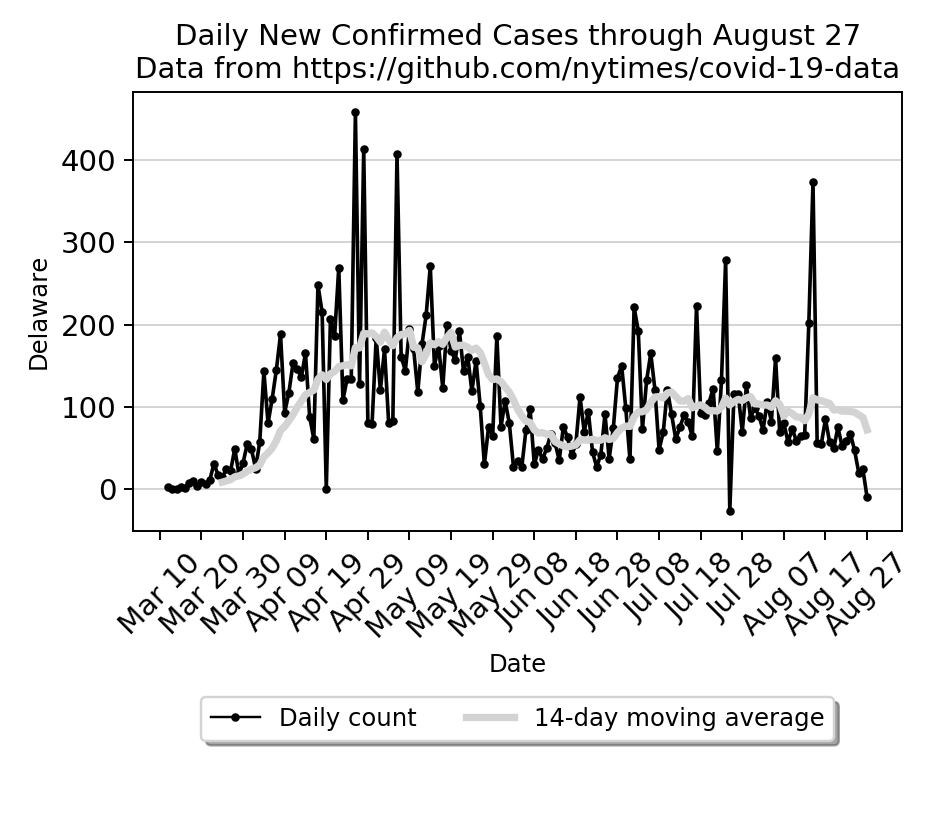 Daily New Confirmed Cases through August 27
Data from https://github.com/nytimes/covid-19-data
Delaware
400
300
200
100
0
Mar 10
Mar 20
Mar 30
Apr 09
Apr 19
Apr 29
May 09
May 19
May 29
Jun 08
Jun 18
Jun 28
Jul 08
Jul 18
Jul 28
Aug 07
Aug 17
Aug 27
Date
Daily count
14-day moving average